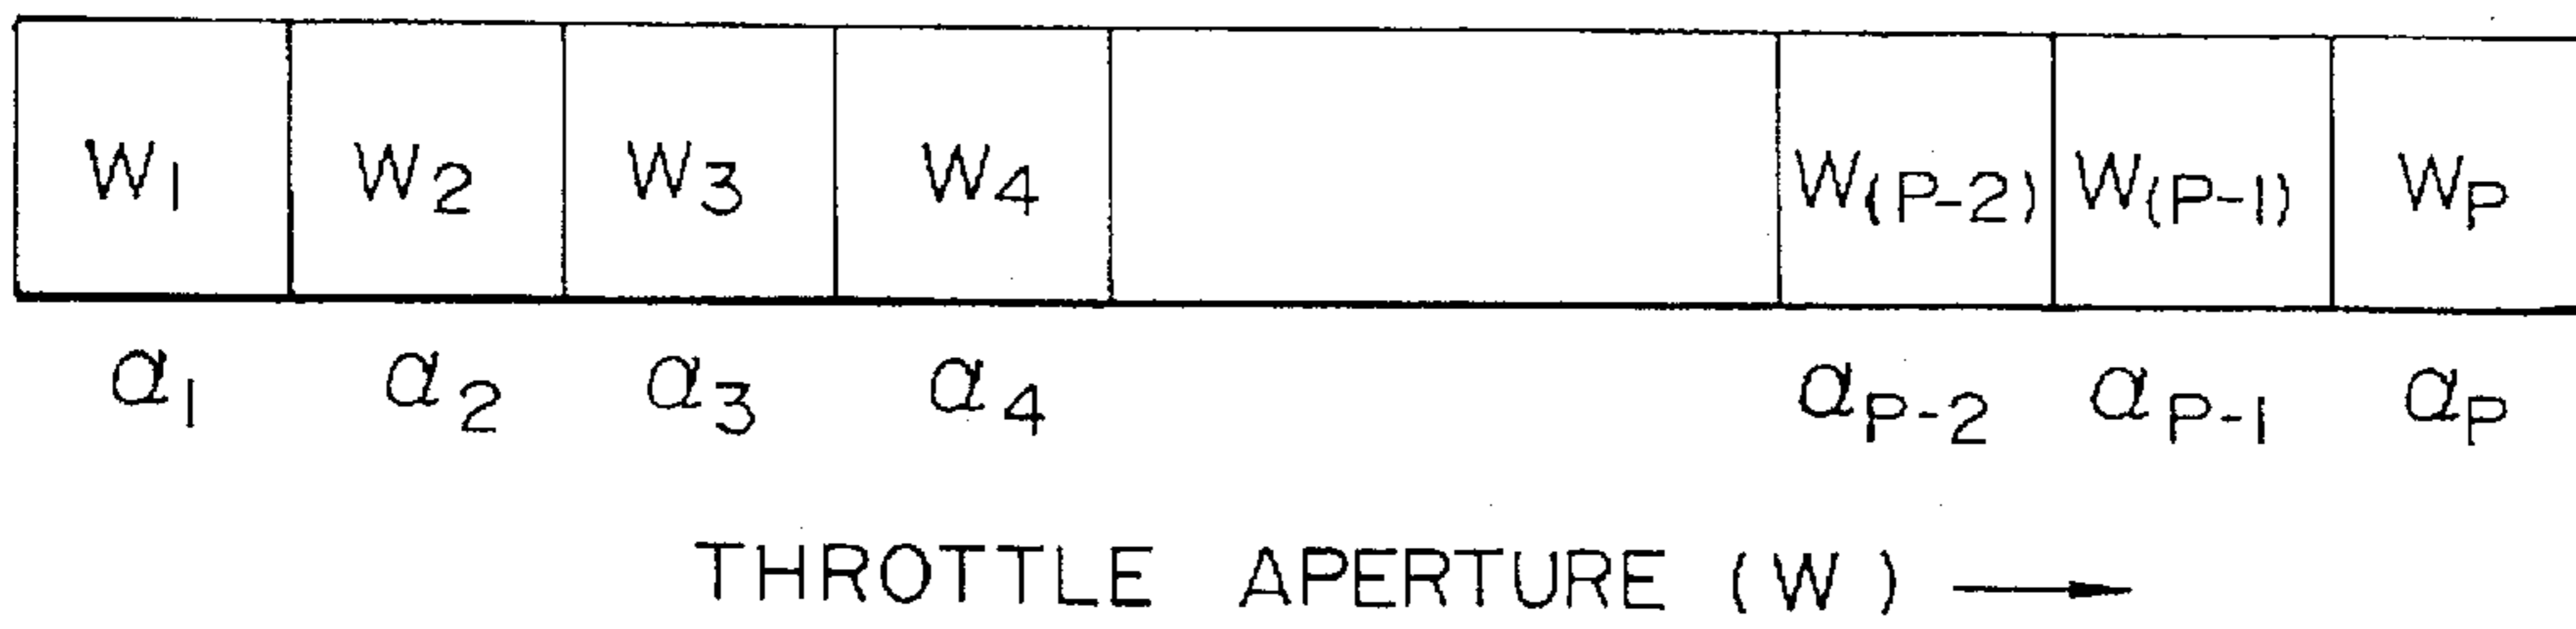 W1 W2 W3 W4 W(P-2) W(P-1) WP
α1 α2 α3 α4 αP-2 αP-1 αP
THROTTLE APERTURE (W) →